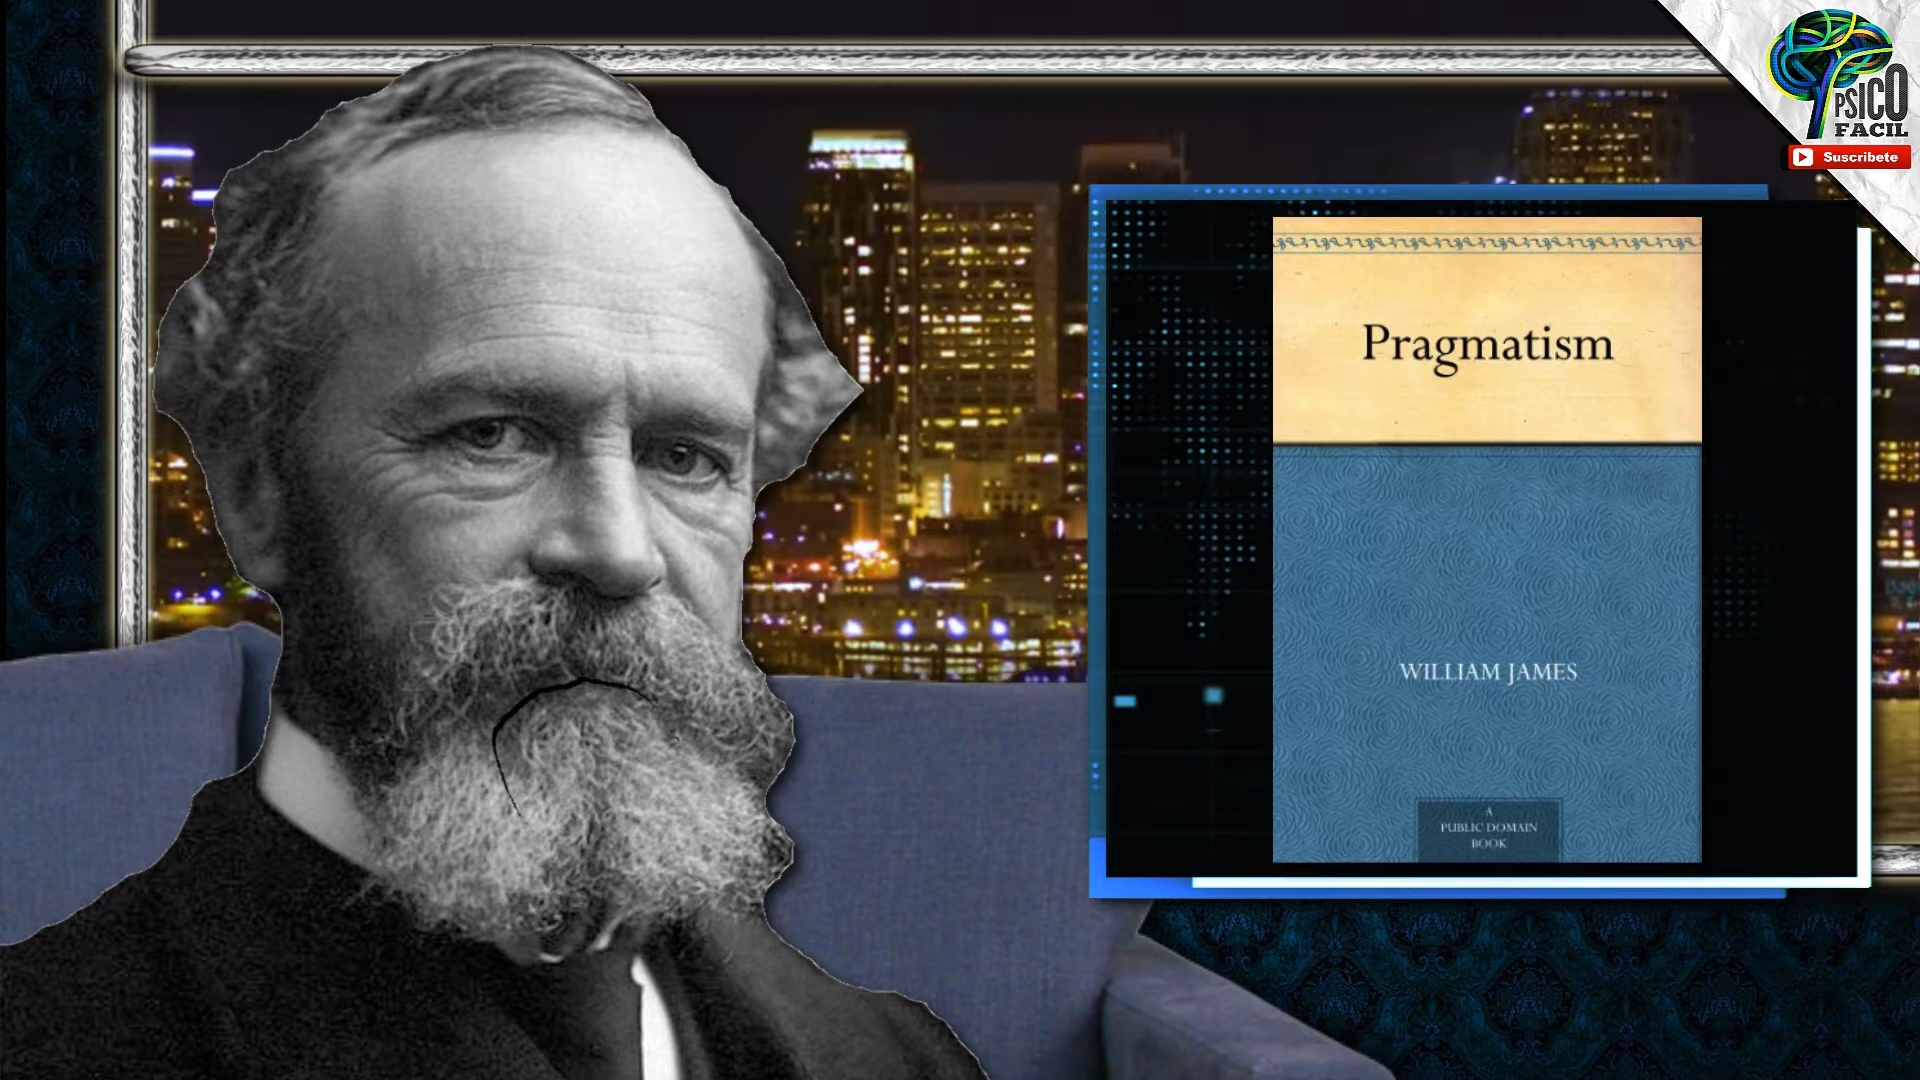 PSICO
FACIL
Suscribete
Pragmatism
WILLIAM JAMES
A
PUBLIC DOMAIN
BOOK